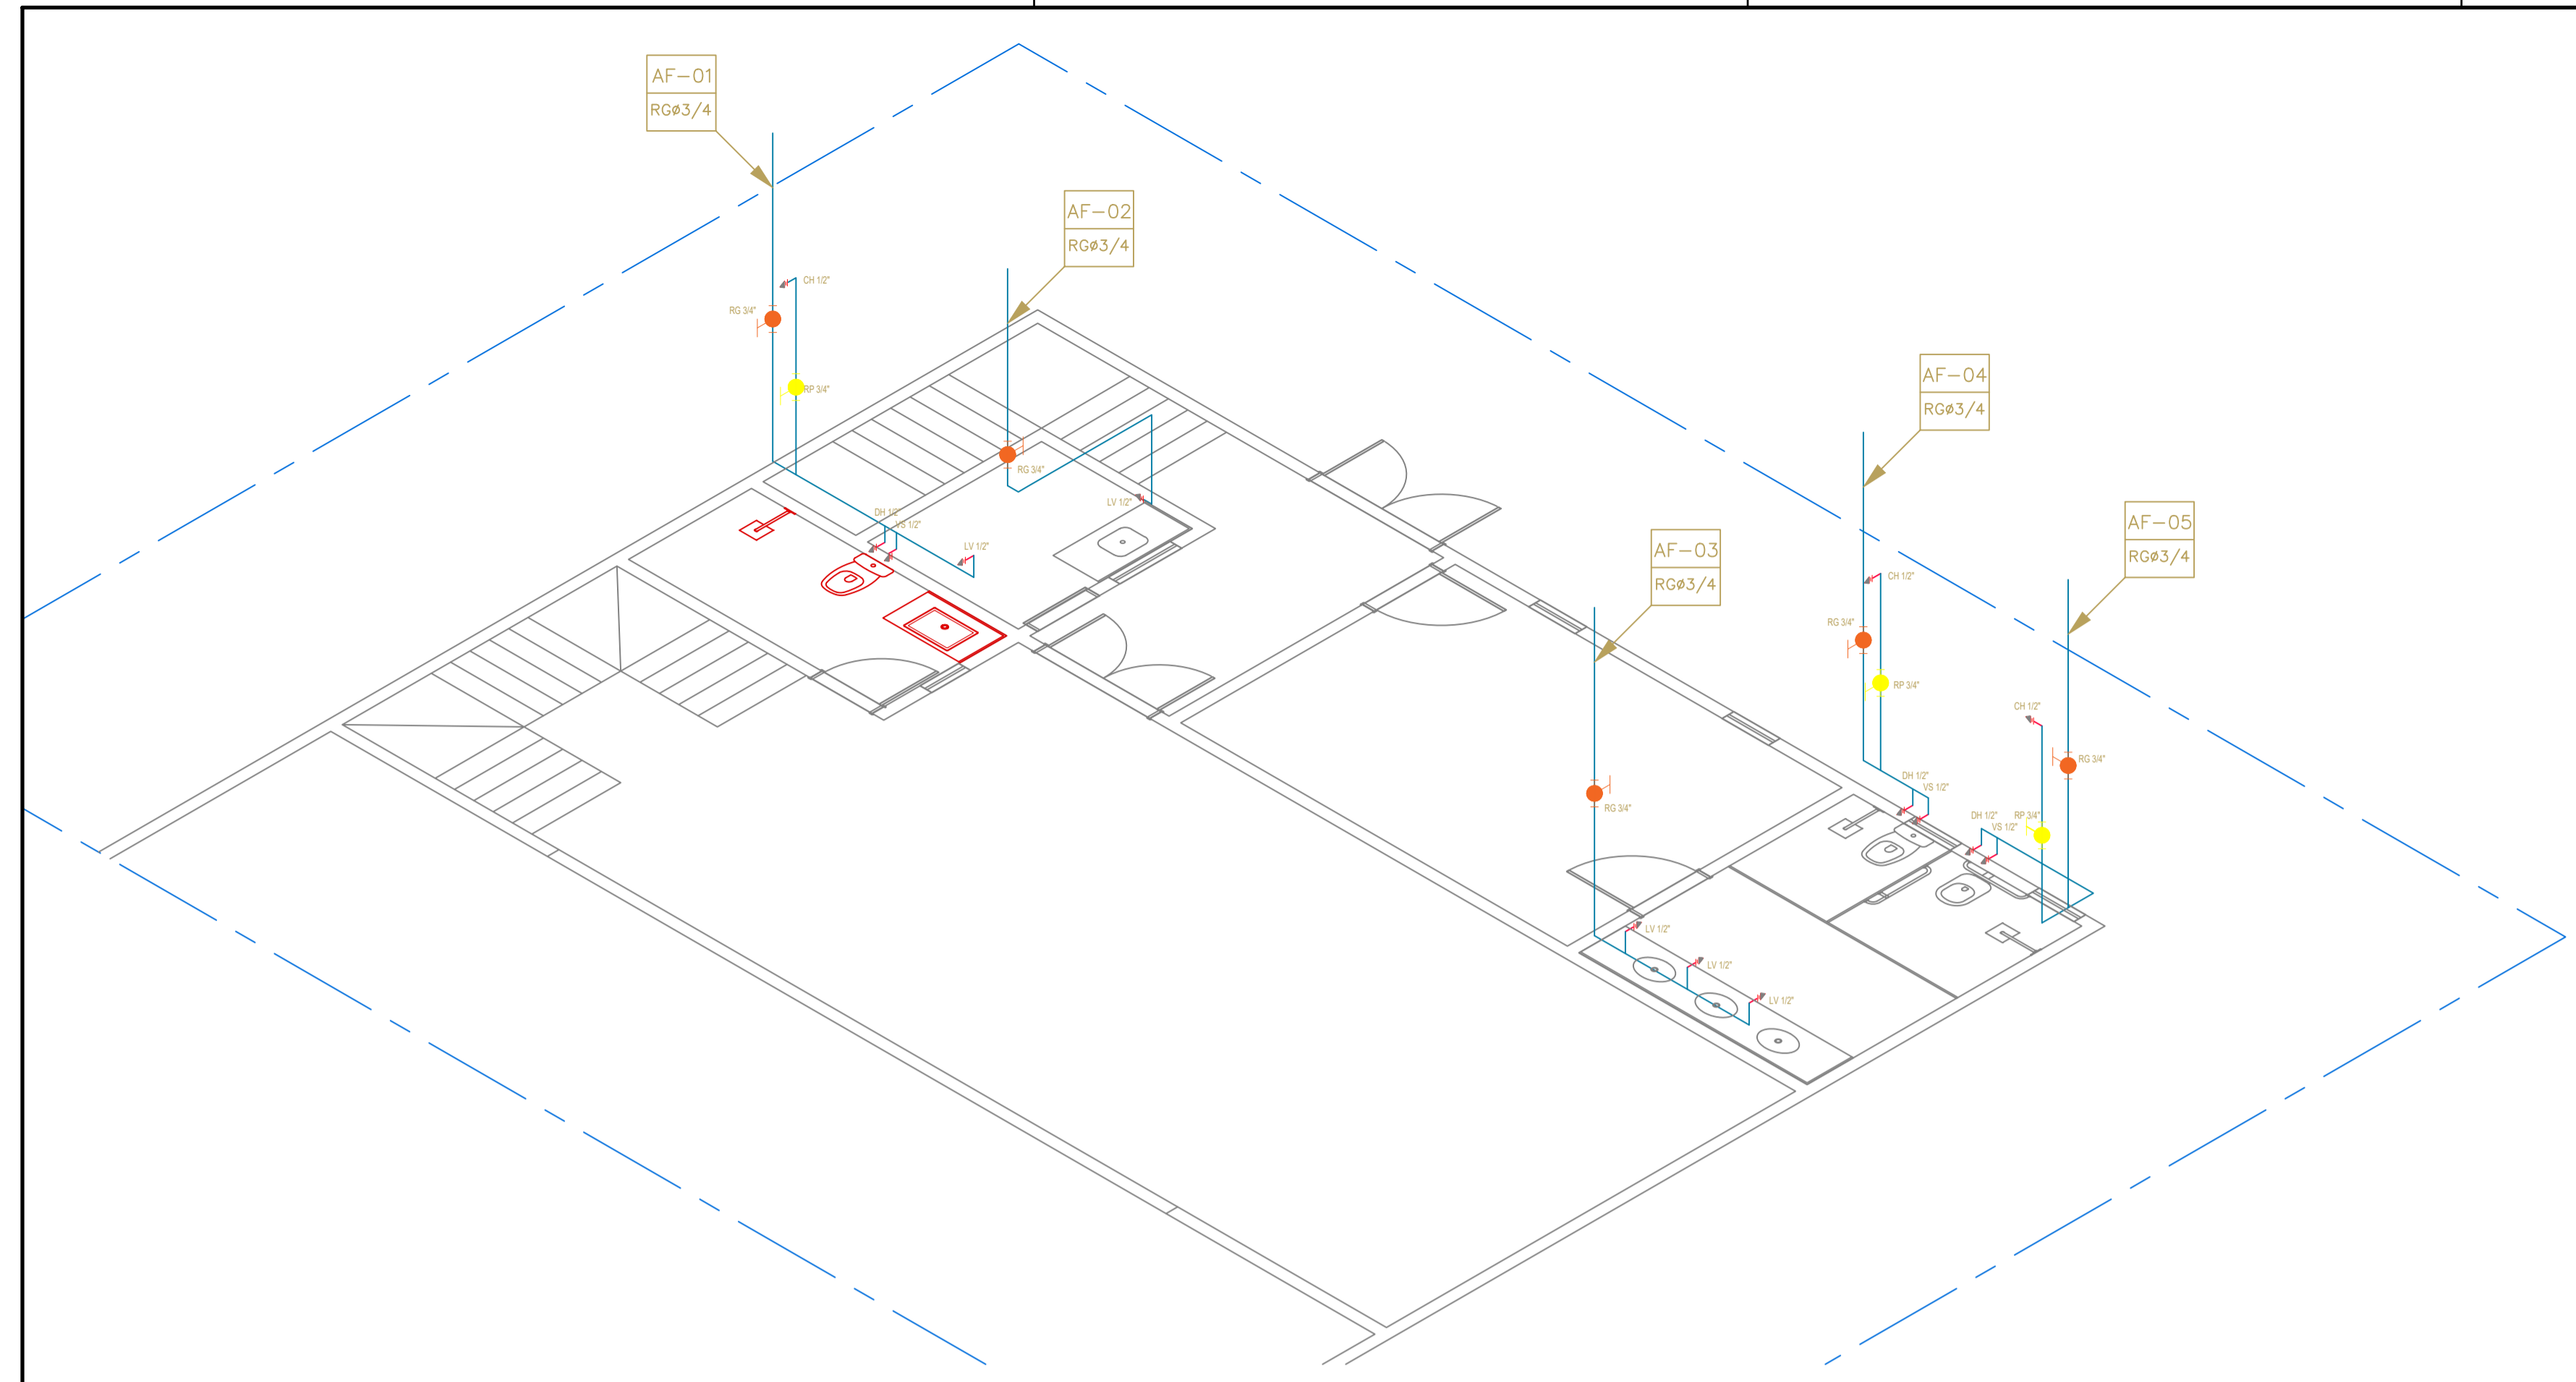 AF-01
RGø3/4
AF-02
RGø3/4
CH 1/2"
RG 3/4"
RP 3/4"
RG 3/4"
LV 1/2"
DH 1/2"
VS 1/2"
LV 1/2"
AF-04
RGø3/4
AF-05
RGø3/4
AF-03
RGø3/4
CH 1/2"
RG 3/4"
RP 3/4"
CH 1/2"
RG 3/4"
DH 1/2"
VS 1/2"
RG 3/4"
DH 1/2"
RP 3/4"
VS 1/2"
LV 1/2"
LV 1/2"
LV 1/2"